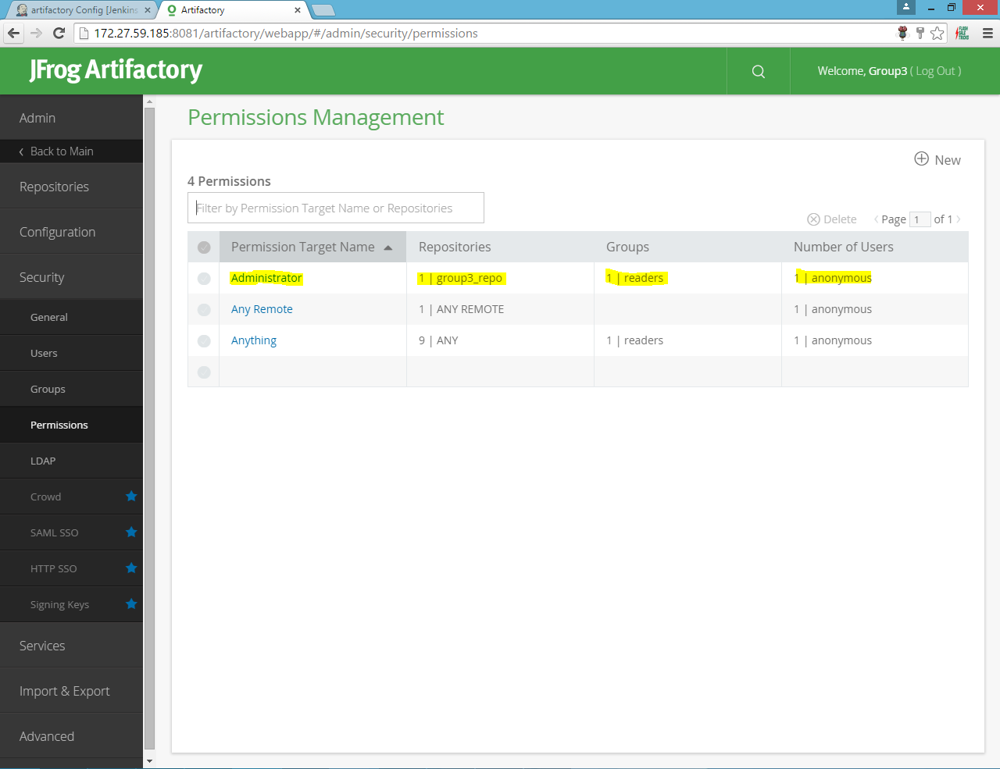 artifactory Config [Jenkins
Artifactory
172.27.59.185:8081/artifactory/webapp/#/admin/security/permissions
FLASH SALE TRICKS
JFrog Artifactory
Welcome, Group3 ( Log Out )
Admin
Back to Main
Repositories
Configuration
Security
General
Users
Groups
Permissions
LDAP
Crowd
SAML SSO
HTTP SSO
Signing Keys
Services
Import & Export
Advanced
Permissions Management
New
4 Permissions
Filter by Permission Target Name or Repositories
Delete Page 1 of 1
Permission Target Name Repositories Groups Number of Users
Administrator 1 | group3_repo 1 | readers 1 | anonymous
Any Remote 1 | ANY REMOTE 1 | anonymous
Anything 9 | ANY 1 | readers 1 | anonymous